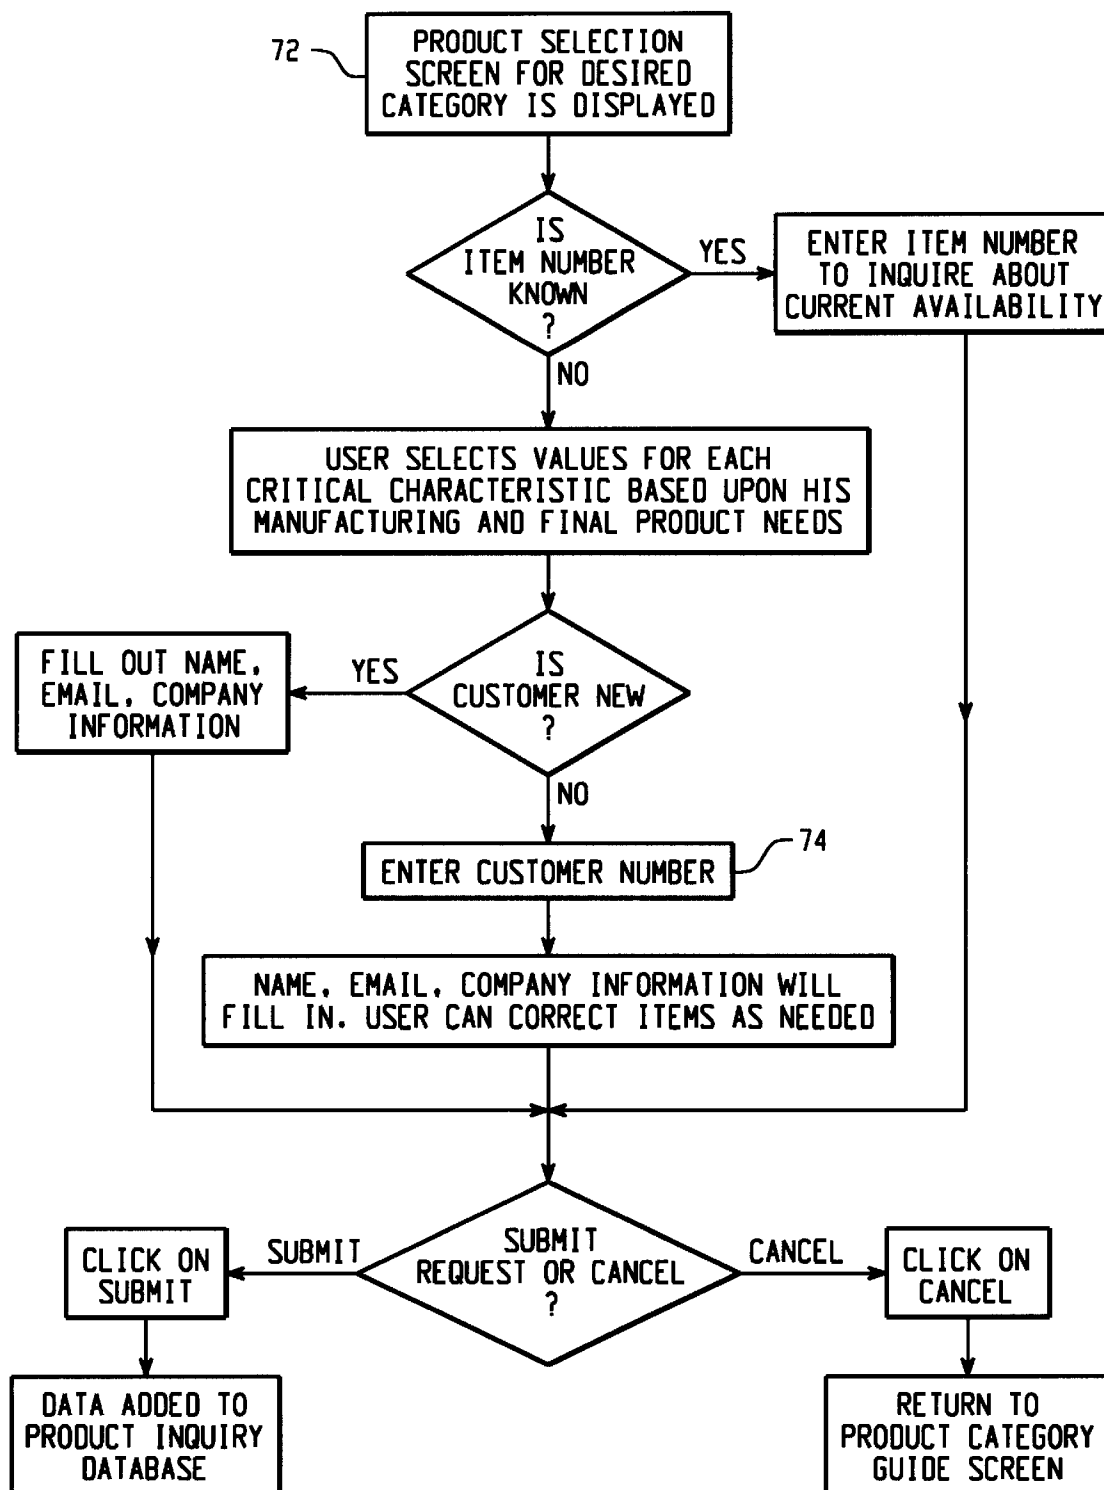 72
PRODUCT SELECTION
SCREEN FOR DESIRED
CATEGORY IS DISPLAYED
IS
ITEM NUMBER
KNOWN
?
YES
ENTER ITEM NUMBER
TO INQUIRE ABOUT
CURRENT AVAILABILITY
NO
USER SELECTS VALUES FOR EACH
CRITICAL CHARACTERISTIC BASED UPON HIS
MANUFACTURING AND FINAL PRODUCT NEEDS
IS
CUSTOMER NEW
?
YES
FILL OUT NAME,
EMAIL, COMPANY
INFORMATION
NO
74
ENTER CUSTOMER NUMBER
NAME, EMAIL, COMPANY INFORMATION WILL
FILL IN. USER CAN CORRECT ITEMS AS NEEDED
SUBMIT
REQUEST OR CANCEL
?
SUBMIT
CLICK ON
SUBMIT
CANCEL
CLICK ON
CANCEL
DATA ADDED TO
PRODUCT INQUIRY
DATABASE
RETURN TO
PRODUCT CATEGORY
GUIDE SCREEN